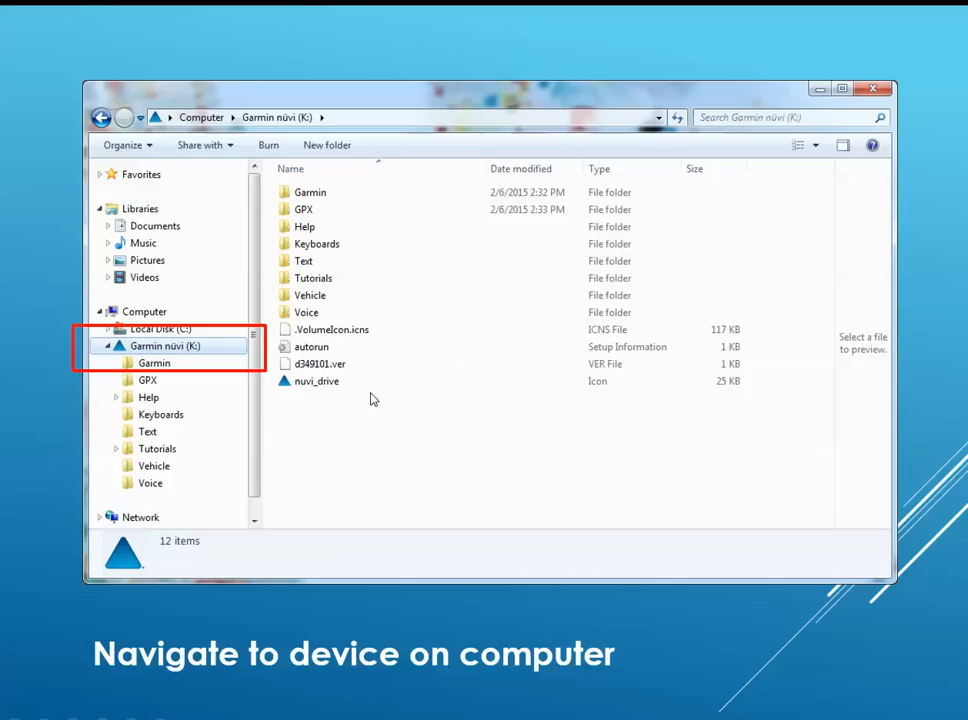 Computer Garmin nüvi (K:)
Search Garmin nüvi (K:)
Organize Share with Burn New folder
Name Date modified Type Size
Favorites
Libraries
Documents
Music
Pictures
Videos
Computer
Local Disk (C:)
Garmin nüvi (K:)
Garmin
GPX
Help
Keyboards
Text
Tutorials
Vehicle
Voice
Network
Garmin 2/6/2015 2:32 PM File folder
GPX 2/6/2015 2:33 PM File folder
Help File folder
Keyboards File folder
Text File folder
Tutorials File folder
Vehicle File folder
Voice File folder
.VolumeIcon.icns ICNS File 117 KB
autorun Setup Information 1 KB
d349101.ver VER File 1 KB
nuvi_drive Icon 25 KB
Select a file
to preview.
12 items
Navigate to device on computer